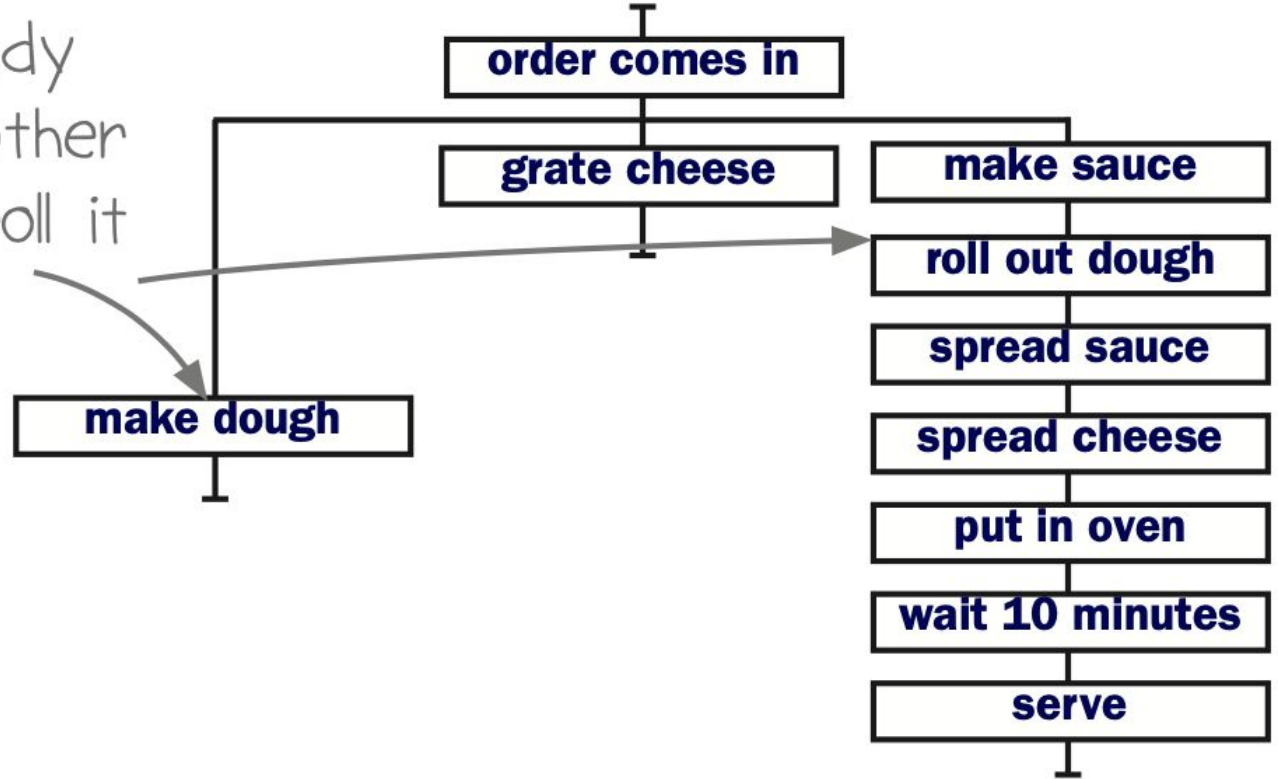 dy
ther
oll it
order comes in
grate cheese
make sauce
roll out dough
spread sauce
make dough
spread cheese
put in oven
wait 10 minutes
serve